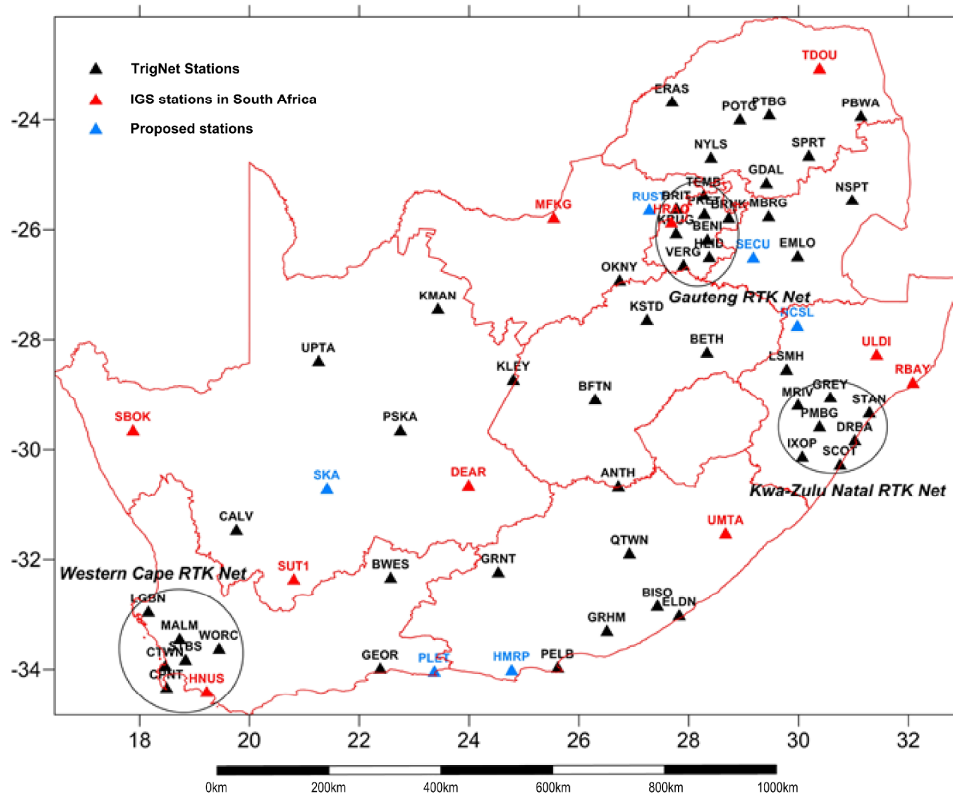 TrigNet Stations
IGS stations in South Africa
Proposed stations
TDOU
ERAS
POTG
PTBG
PBWA
-24
NYLS
SPRT
GDAL
TEMB
NSPT
MFKG
RUST
BRIT
PRET
BRNK
MBRG
HRAO
KRUG
BENI
-26
VERG
HEID
SECU
EMLO
OKNY
Gauteng RTK Net
KMAN
KSTD
NCSL
-28
UPTA
BETH
ULDI
KLEY
LSMH
RBAY
BFTN
MRIV
GREY
STAN
SBOK
PSKA
PMBG
DRBA
-30
IXOP
SCOT
SKA
DEAR
ANTH
Kwa-Zulu Natal RTK Net
CALV
UMTA
-32
QTWN
Western Cape RTK Net
SUT1
BWES
GRNT
LGBN
BISO
ELDN
MALM
WORC
GRHM
STBS
CTWN
GEOR
PLET
HMRP
PELB
-34
CPNT
HNUS
18
20
22
24
26
28
30
32
0km
200km
400km
600km
800km
1000km